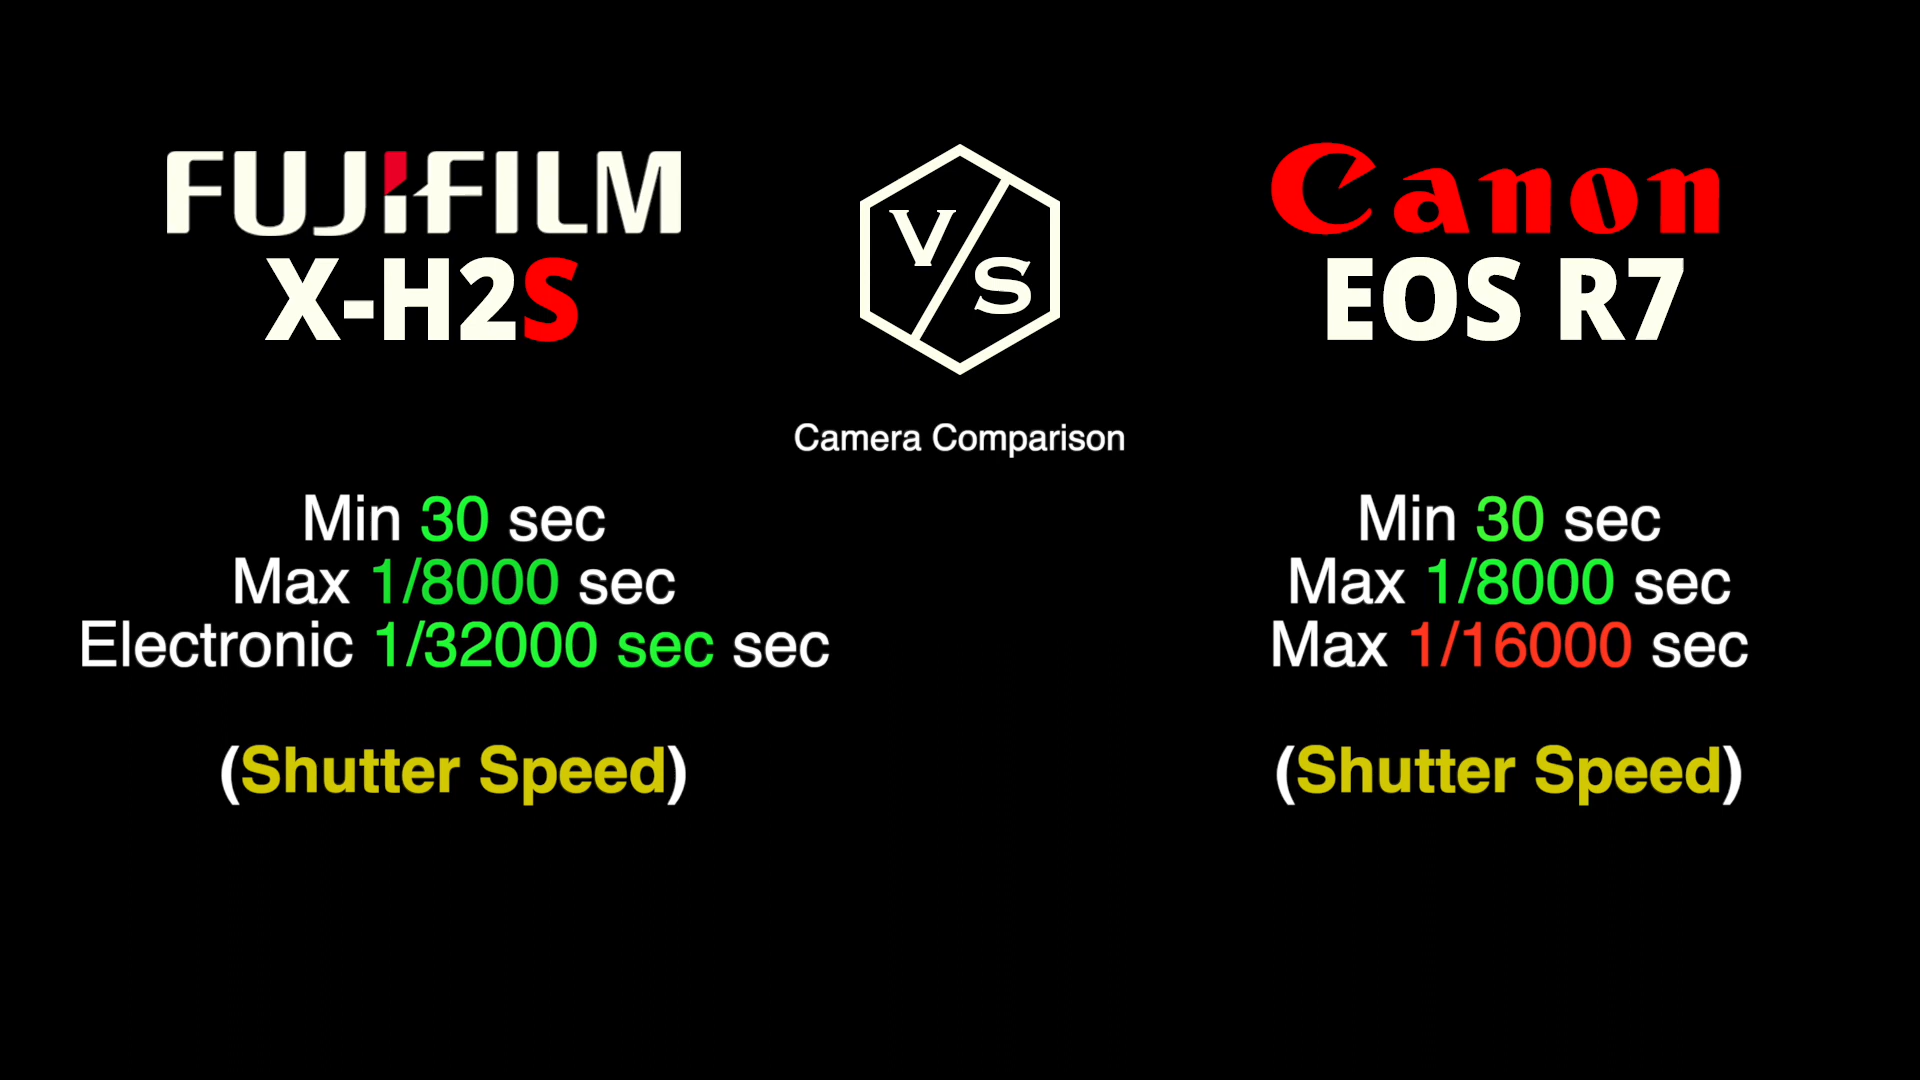 FUJIFILM
X-H2S
VS
Canon
EOS R7
Camera Comparison
Min 30 sec
Max 1/8000 sec
Electronic 1/32000 sec sec
(Shutter Speed)
Min 30 sec
Max 1/8000 sec
Max 1/16000 sec
(Shutter Speed)